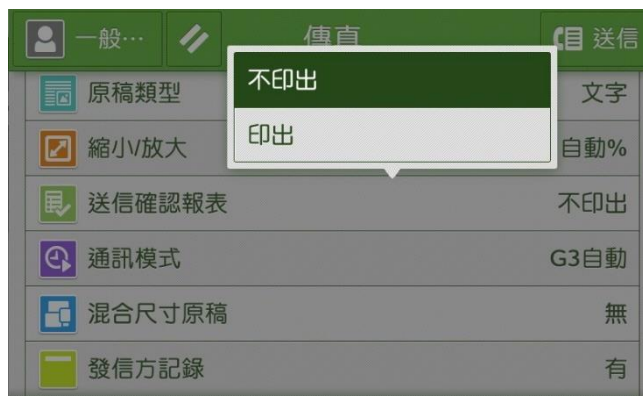 一般…
傳真
送信
不印出
印出
原稿類型 文字
縮小/放大 自動%
送信確認報表 不印出
通訊模式 G3自動
混合尺寸原稿 無
發信方記錄 有